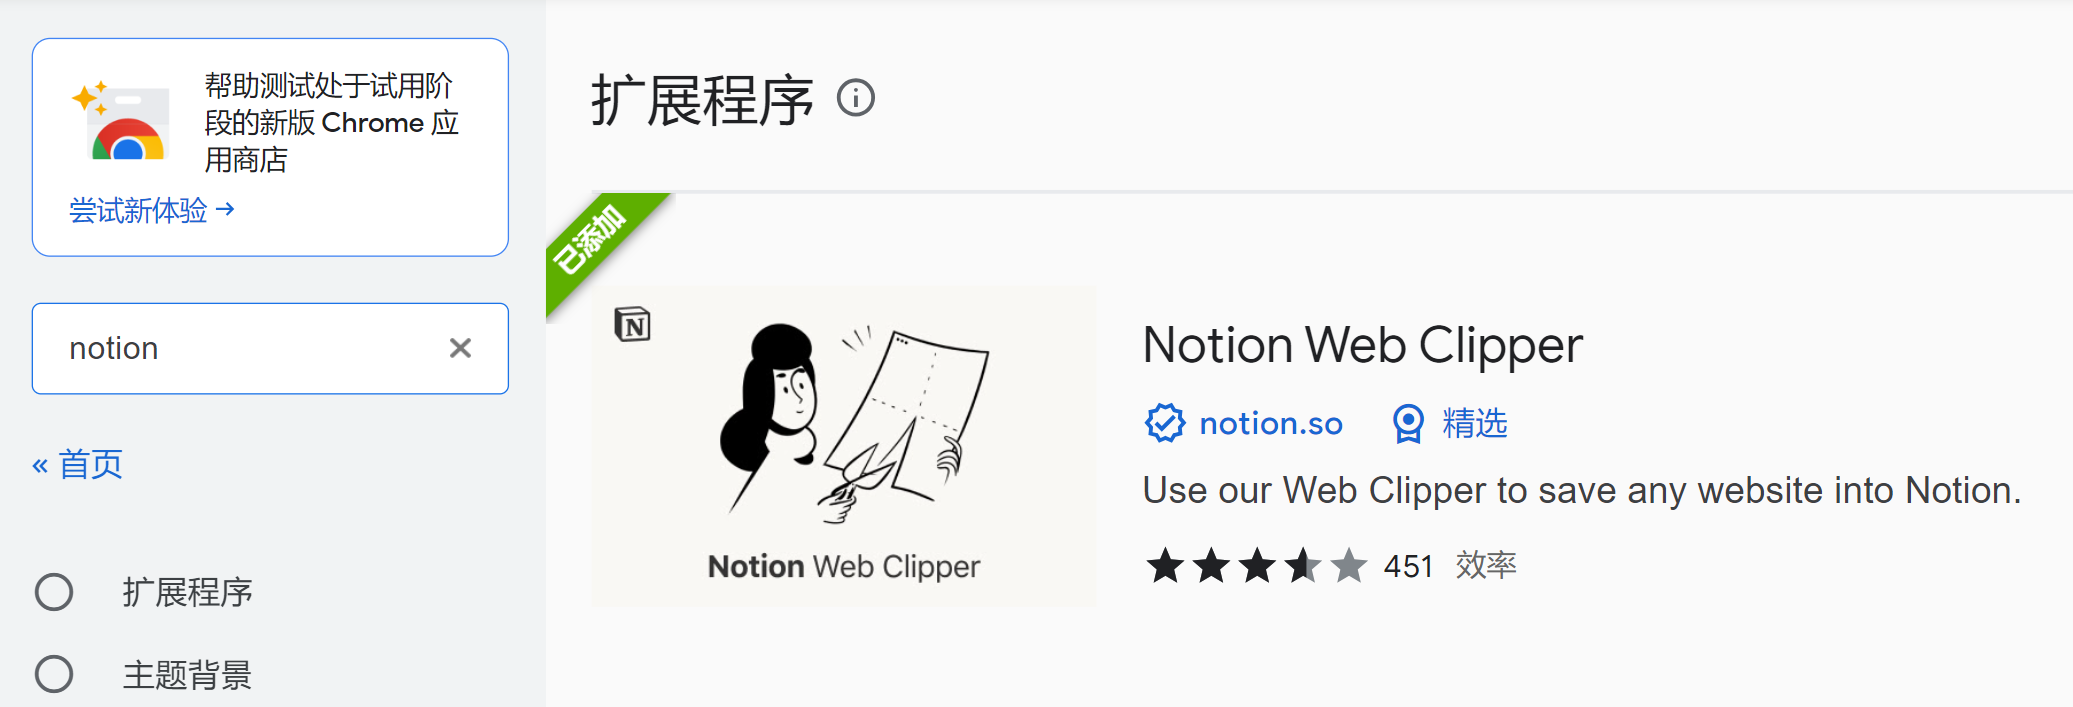 帮助测试处于试用阶
段的新版 Chrome 应
用商店
尝试新体验 →
notion
« 首页
扩展程序
主题背景
扩展程序
已添加
N
Notion Web Clipper
Notion Web Clipper
notion.so 精选
Use our Web Clipper to save any website into Notion.
451 效率